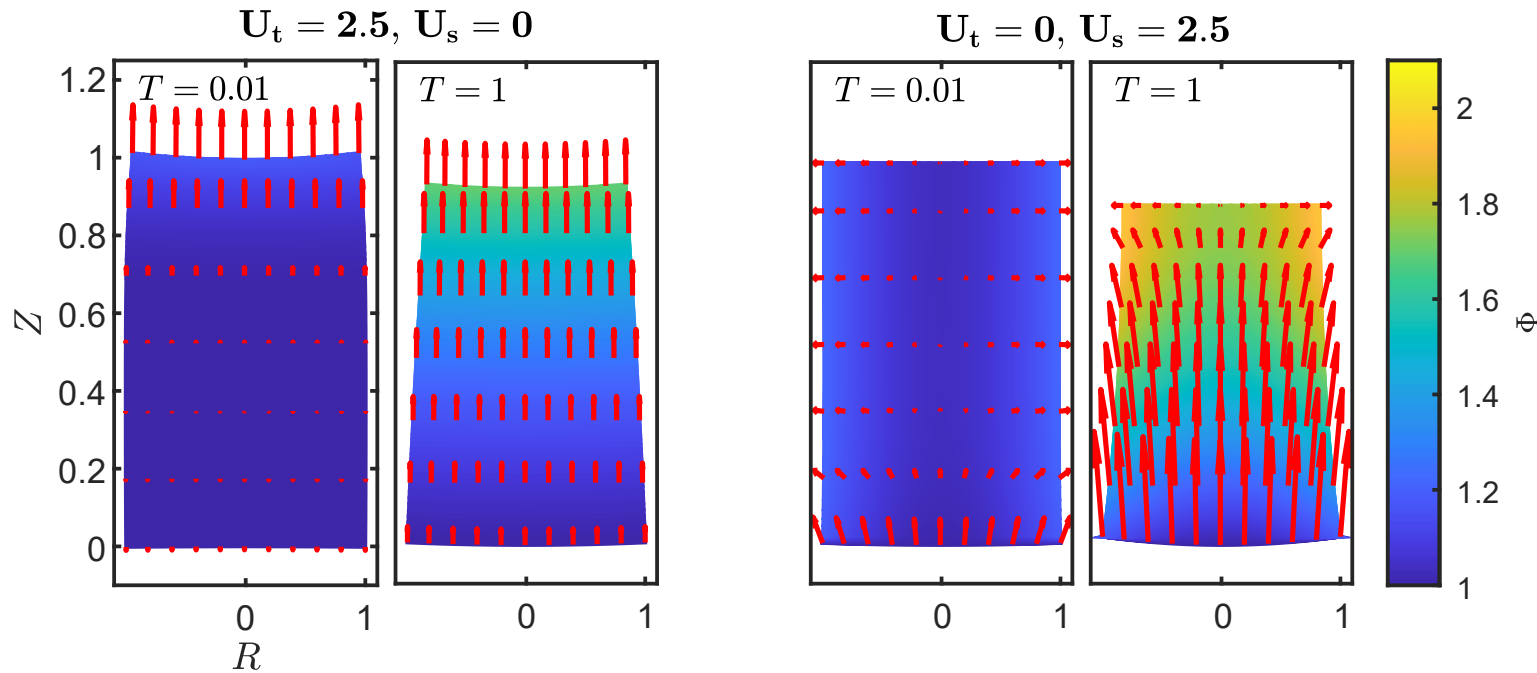 U_t = 2.5, U_s = 0
U_t = 0, U_s = 2.5
T = 0.01
T = 1
T = 0.01
T = 1
1.2
1
0.8
0.6
0.4
0.2
0
Z
0 1
0 1
0 1
0 1
R
2
1.8
1.6
1.4
1.2
1
Φ